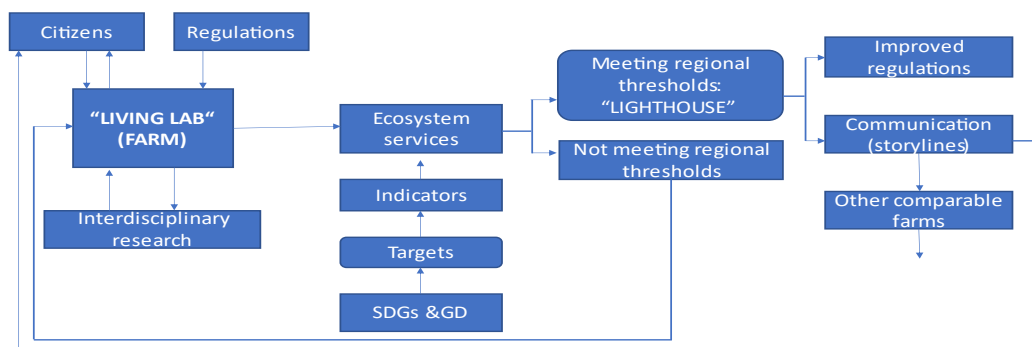 Citizens
Regulations
"LIVING LAB"
(FARM)
Interdisciplinary
research
Ecosystem
services
Indicators
Targets
SDGs &GD
Meeting regional
thresholds:
“LIGHTHOUSE”
Not meeting regional
thresholds
Improved
regulations
Communication
(storylines)
Other comparable
farms